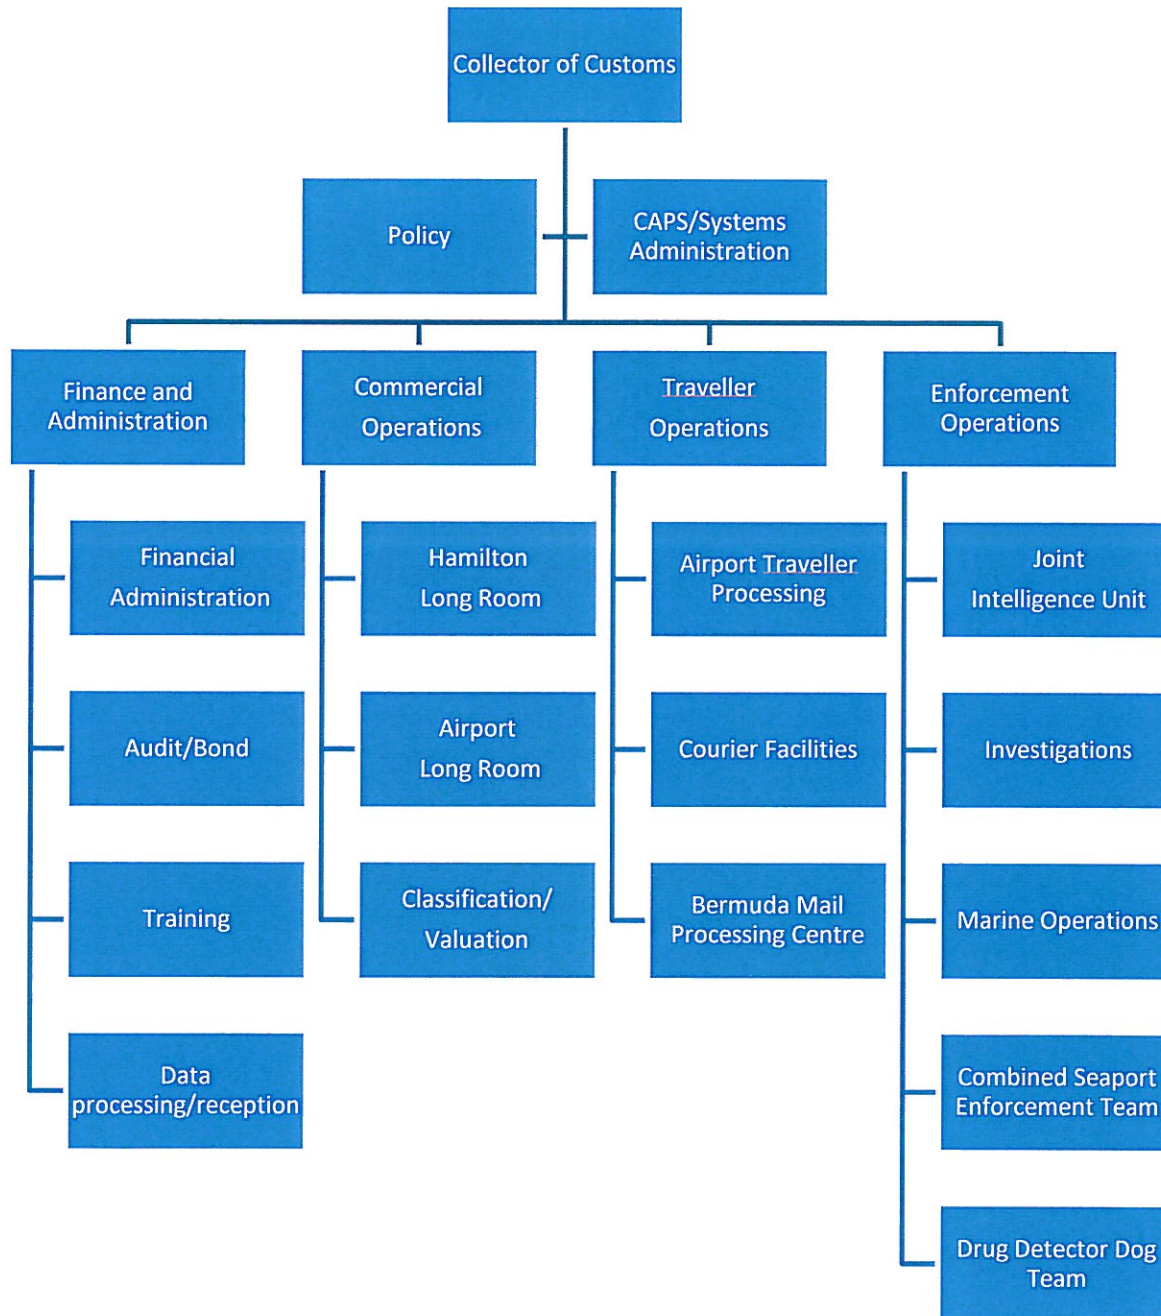 Collector of Customs
Policy
CAPS/Systems
Administration
Finance and
Administration
Commercial
Operations
Traveller
Operations
Enforcement
Operations
Financial
Administration
Hamilton
Long Room
Airport Traveller
Processing
Joint
Intelligence Unit
Audit/Bond
Airport
Long Room
Courier Facilities
Investigations
Training
Classification/
Valuation
Bermuda Mail
Processing Centre
Marine Operations
Data
processing/reception
Combined Seaport
Enforcement Team
Drug Detector Dog
Team